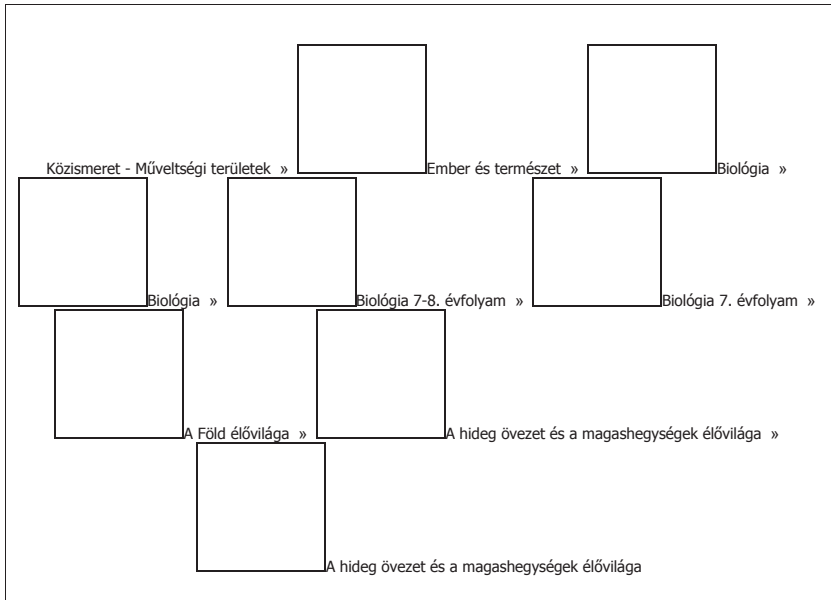 Közismeret - Műveltségi területek » Ember és természet » Biológia »
Biológia » Biológia 7-8. évfolyam » Biológia 7. évfolyam »
A Föld élővilága » A hideg övezet és a magashegységek élővilága »
A hideg övezet és a magashegységek élővilága